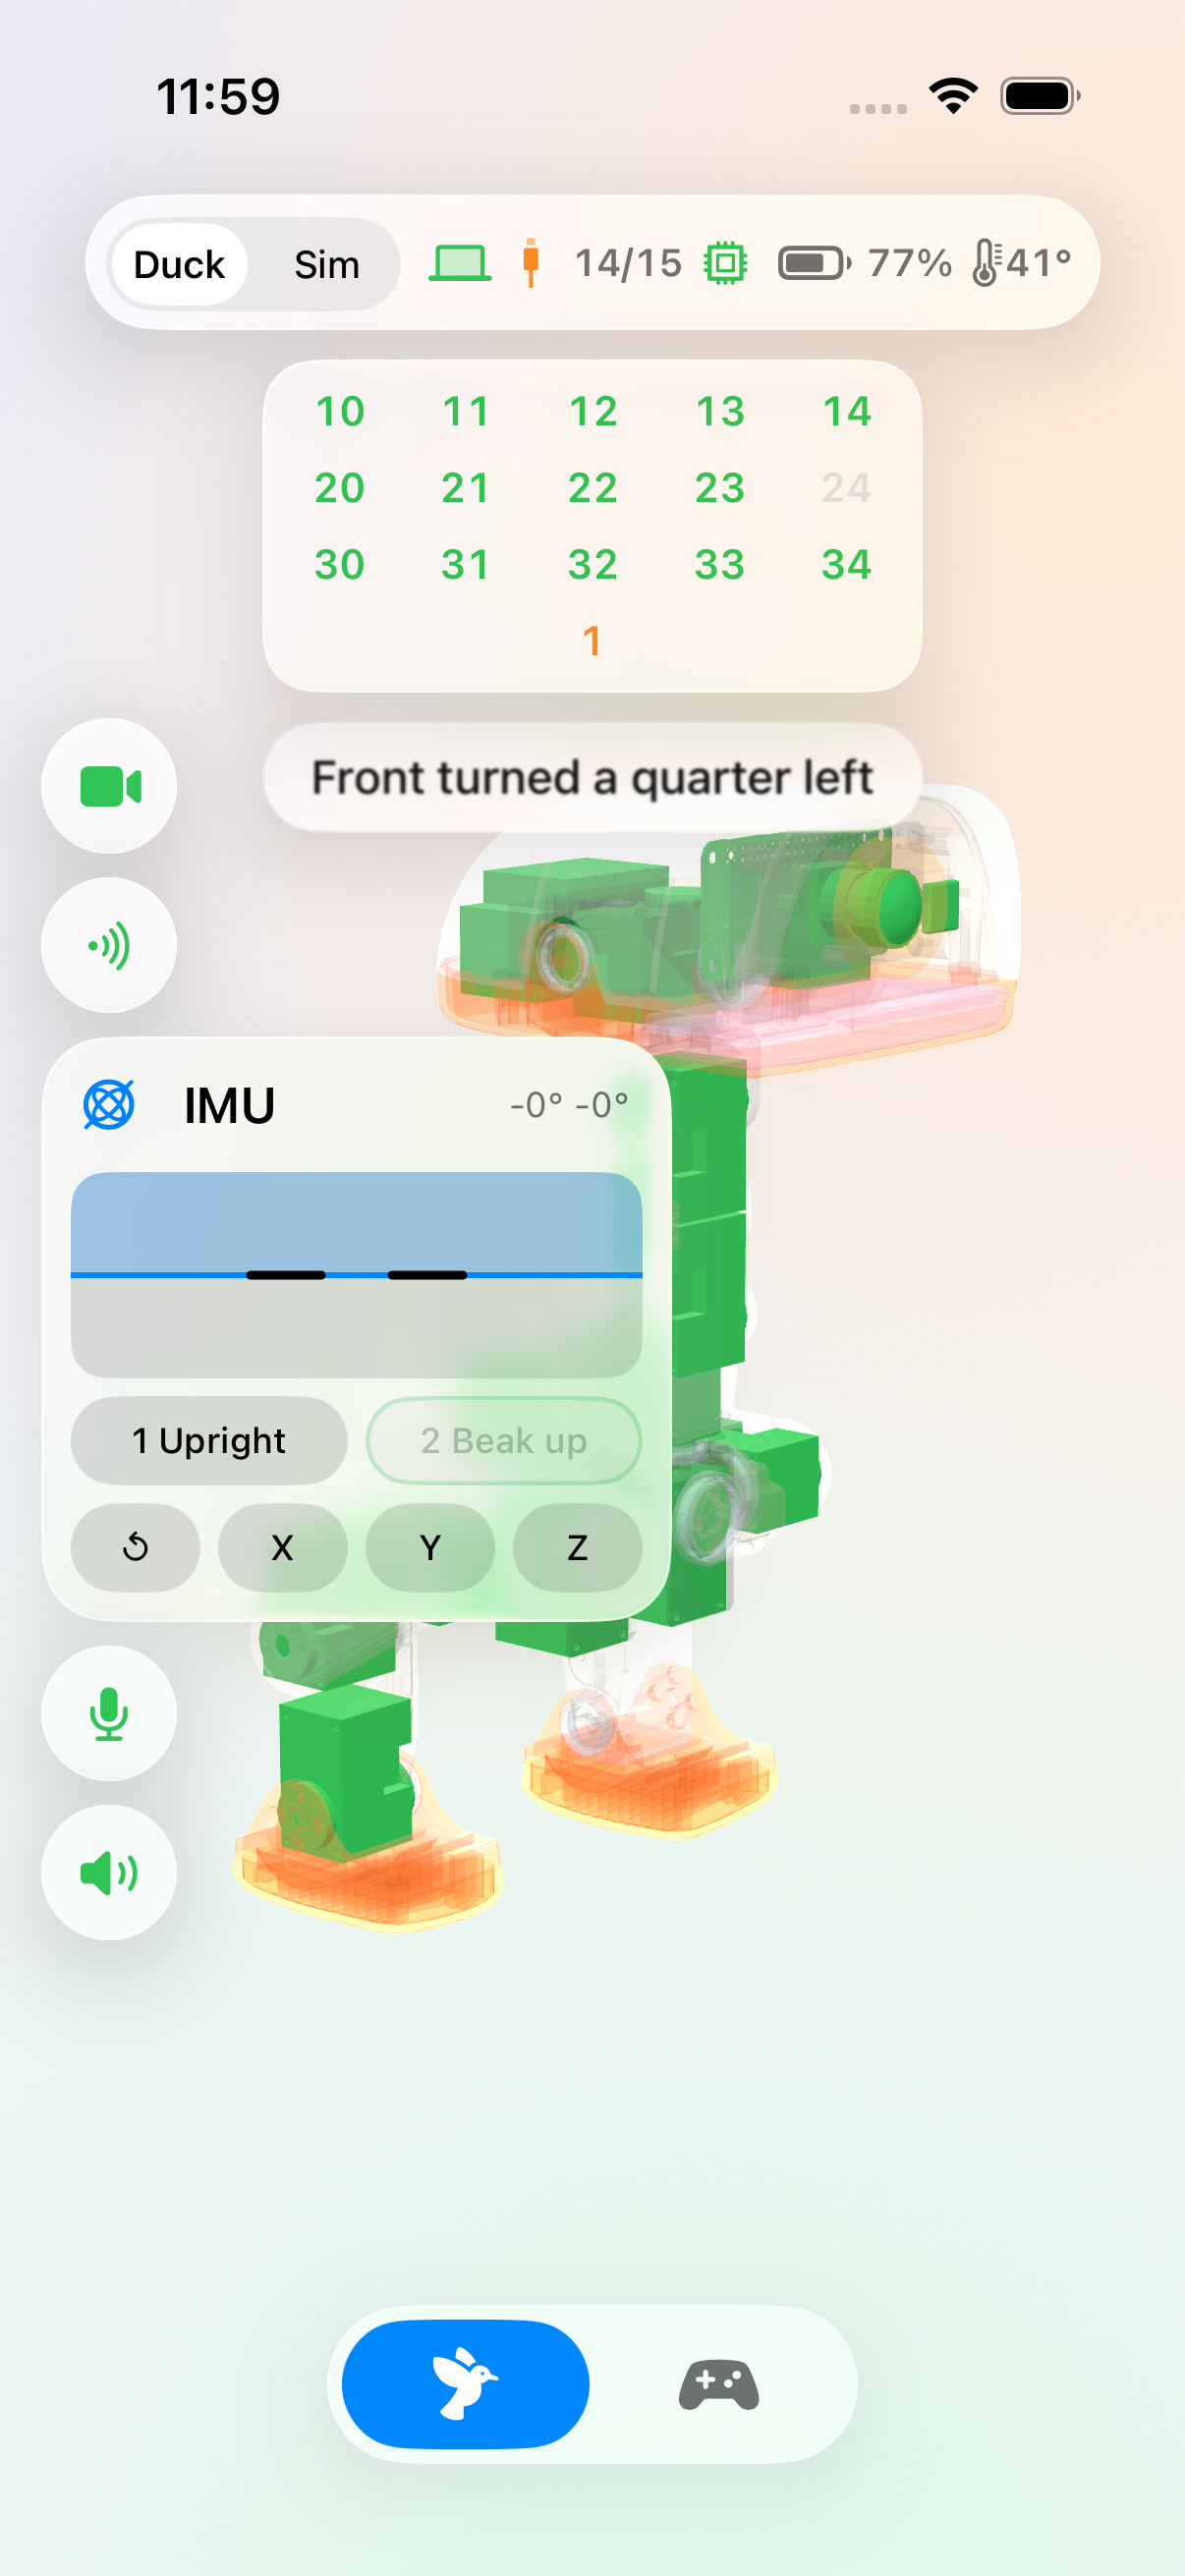 11:59
Duck Sim 14/15 77% 41°
10 11 12 13 14
20 21 22 23 24
30 31 32 33 34
1
Front turned a quarter left
IMU -0° -0°
1 Upright 2 Beak up
X Y Z